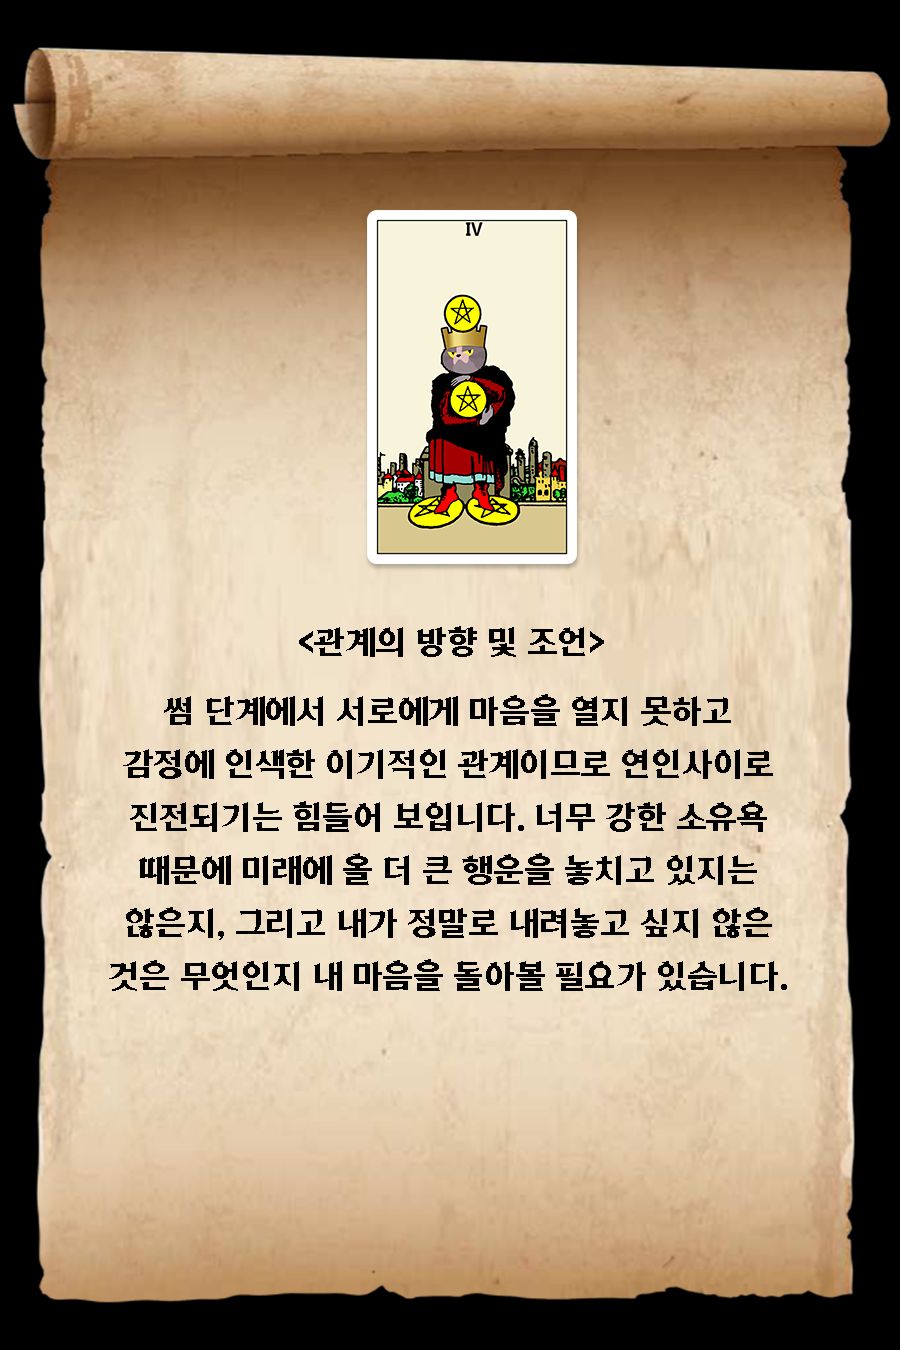 IV
<관계의 방향 및 조언>
썸 단계에서 서로에게 마음을 열지 못하고
감정에 인색한 이기적인 관계이므로 연인사이로
진전되기는 힘들어 보입니다. 너무 강한 소유욕
때문에 미래에 올 더 큰 행운을 놓치고 있지는
않은지, 그리고 내가 정말로 내려놓고 싶지 않은
것은 무엇인지 내 마음을 돌아볼 필요가 있습니다.